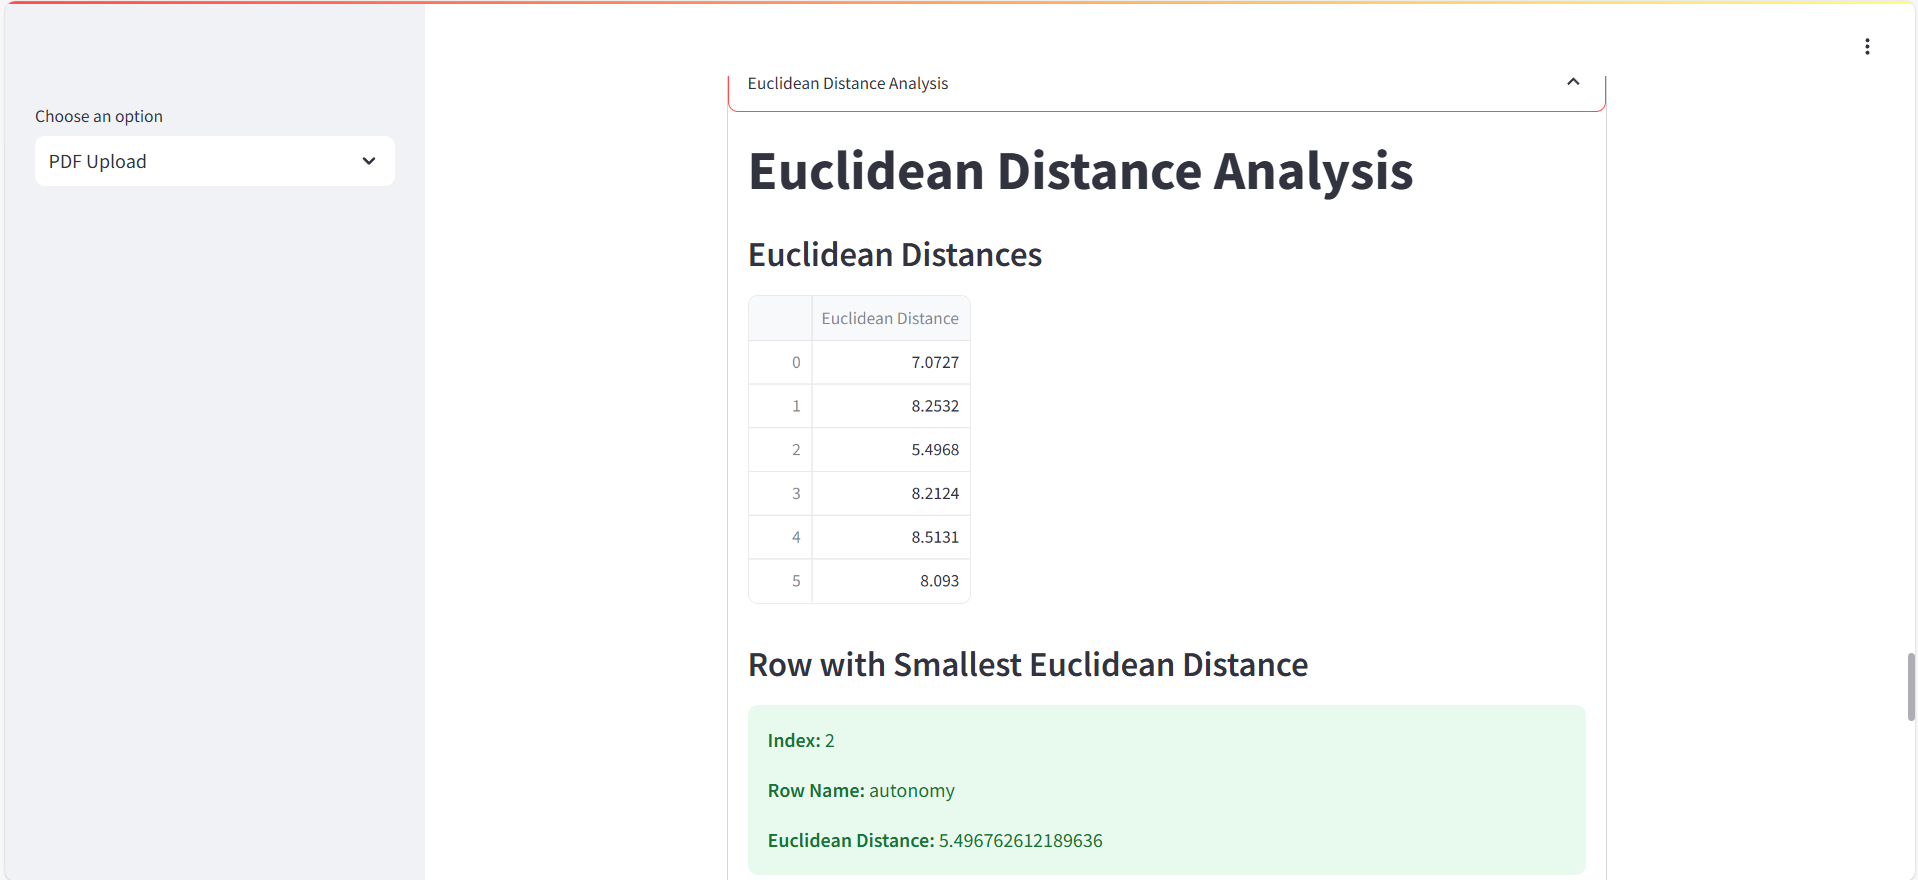 Choose an option
PDF Upload
Euclidean Distance Analysis
Euclidean Distance Analysis
Euclidean Distances
Euclidean Distance
0 7.0727
1 8.2532
2 5.4968
3 8.2124
4 8.5131
5 8.093
Row with Smallest Euclidean Distance
Index: 2
Row Name: autonomy
Euclidean Distance: 5.496762612189636